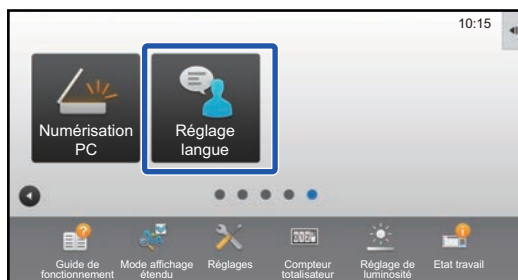 10:15
Numérisation
PC
Réglage
langue
Guide de
fonctionnement
Mode affichage
étendu
Réglages
Compteur
totalisateur
Réglage de
luminosité
Etat travail